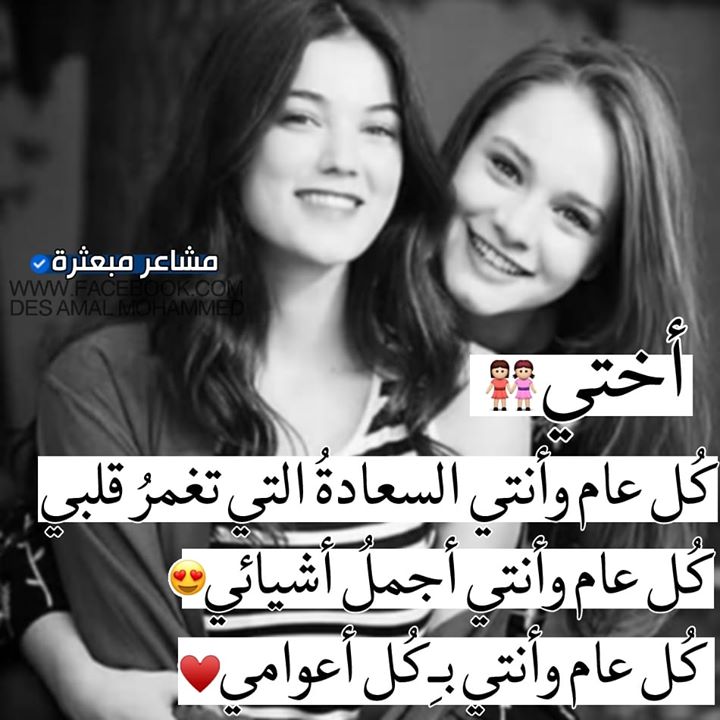 مشاعر مبعثرة
WWW.FACEBOOK.COM
DES AMAL MOHAMMED
أختي👭
كُل عام وأنتي السعادةُ التي تغمرُ قلبي
كُل عام وأنتي أجملُ أشيائي😍
كُل عام وأنتي بـِكُل أعوامي♥️